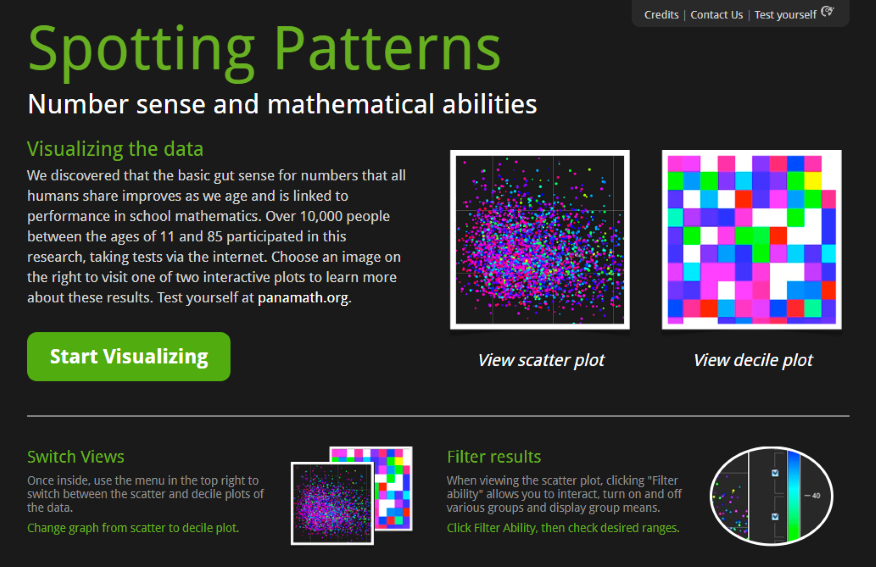 Credits | Contact Us | Test yourself
Spotting Patterns
Number sense and mathematical abilities
Visualizing the data
We discovered that the basic gut sense for numbers that all
humans share improves as we age and is linked to
performance in school mathematics. Over 10,000 people
between the ages of 11 and 85 participated in this
research, taking tests via the internet. Choose an image on
the right to visit one of two interactive plots to learn more
about these results. Test yourself at panamath.org.
Start Visualizing
View scatter plot
View decile plot
Switch Views
Once inside, use the menu in the top right to
switch between the scatter and decile plots of
the data.
Change graph from scatter to decile plot.
Filter results
When viewing the scatter plot, clicking "Filter
ability" allows you to interact, turn on and off
various groups and display group means.
Click Filter Ability, then check desired ranges.
40